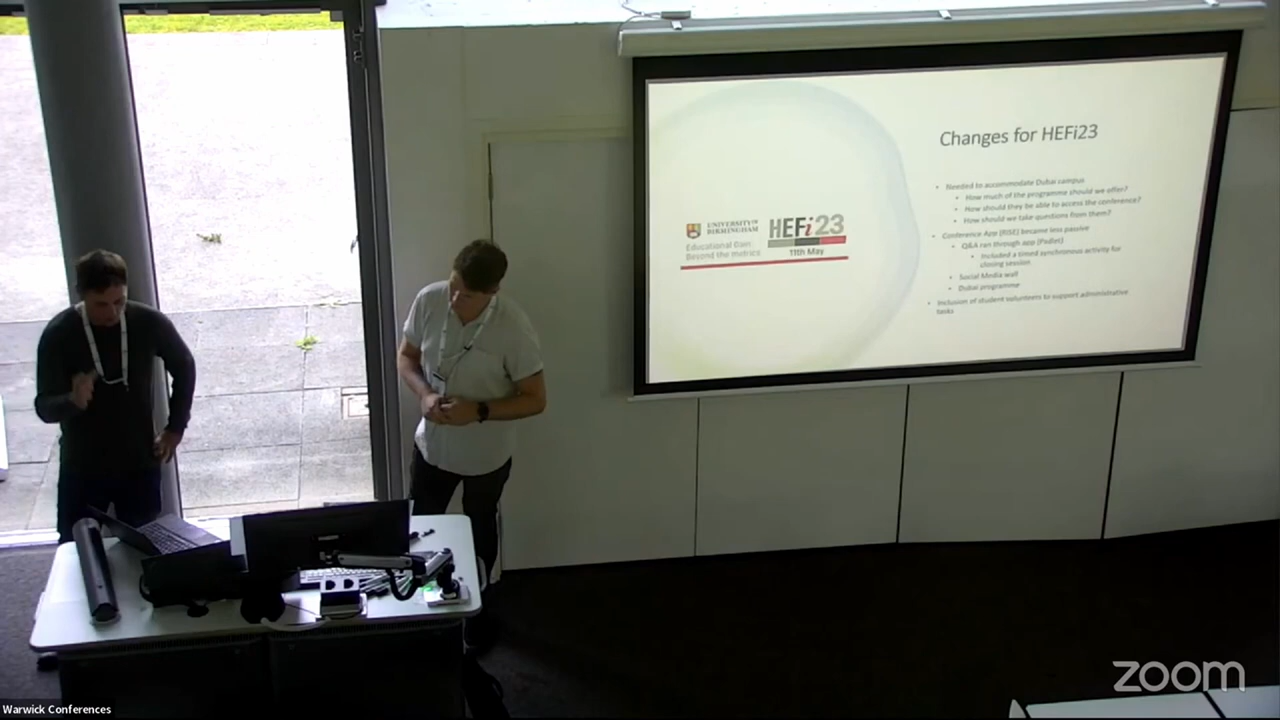 Changes for HEFi23
• Needed to accommodate Dubai campus
• How much of the programme should we offer?
• How should they be able to access the conference?
• How should we take questions from them?
• Conference App (RISE) became less passive
• Q&A ran through app (Padlet)
• Included a timed synchronous activity for
closing session
• Social Media wall
• Dubai programme
• Inclusion of student volunteers to support administrative
tasks
UNIVERSITY OF
BIRMINGHAM
HEFi23
Educational Gain:
Beyond the metrics
11th May
zoom
Warwick Conferences